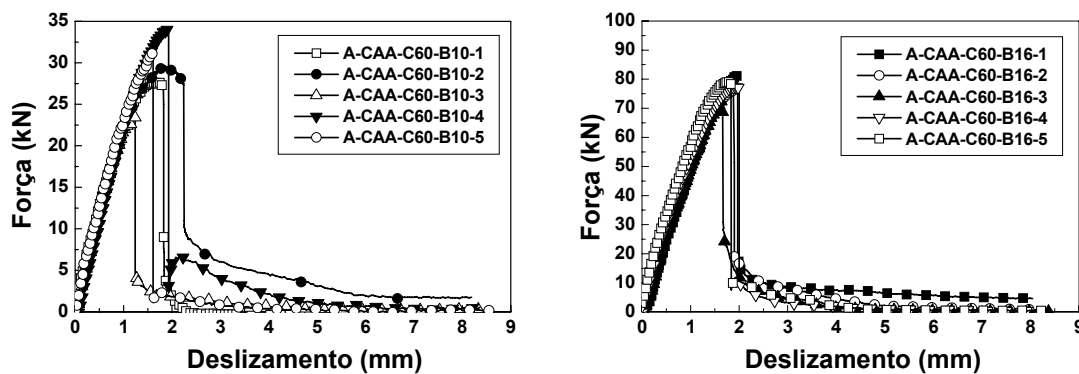 35
30
25
20
15
10
5
0
Força (kN)
A-CAA-C60-B10-1
A-CAA-C60-B10-2
A-CAA-C60-B10-3
A-CAA-C60-B10-4
A-CAA-C60-B10-5
0 1 2 3 4 5 6 7 8 9
Deslizamento (mm)
100
90
80
70
60
50
40
30
20
10
0
Força (kN)
A-CAA-C60-B16-1
A-CAA-C60-B16-2
A-CAA-C60-B16-3
A-CAA-C60-B16-4
A-CAA-C60-B16-5
0 1 2 3 4 5 6 7 8 9
Deslizamento (mm)